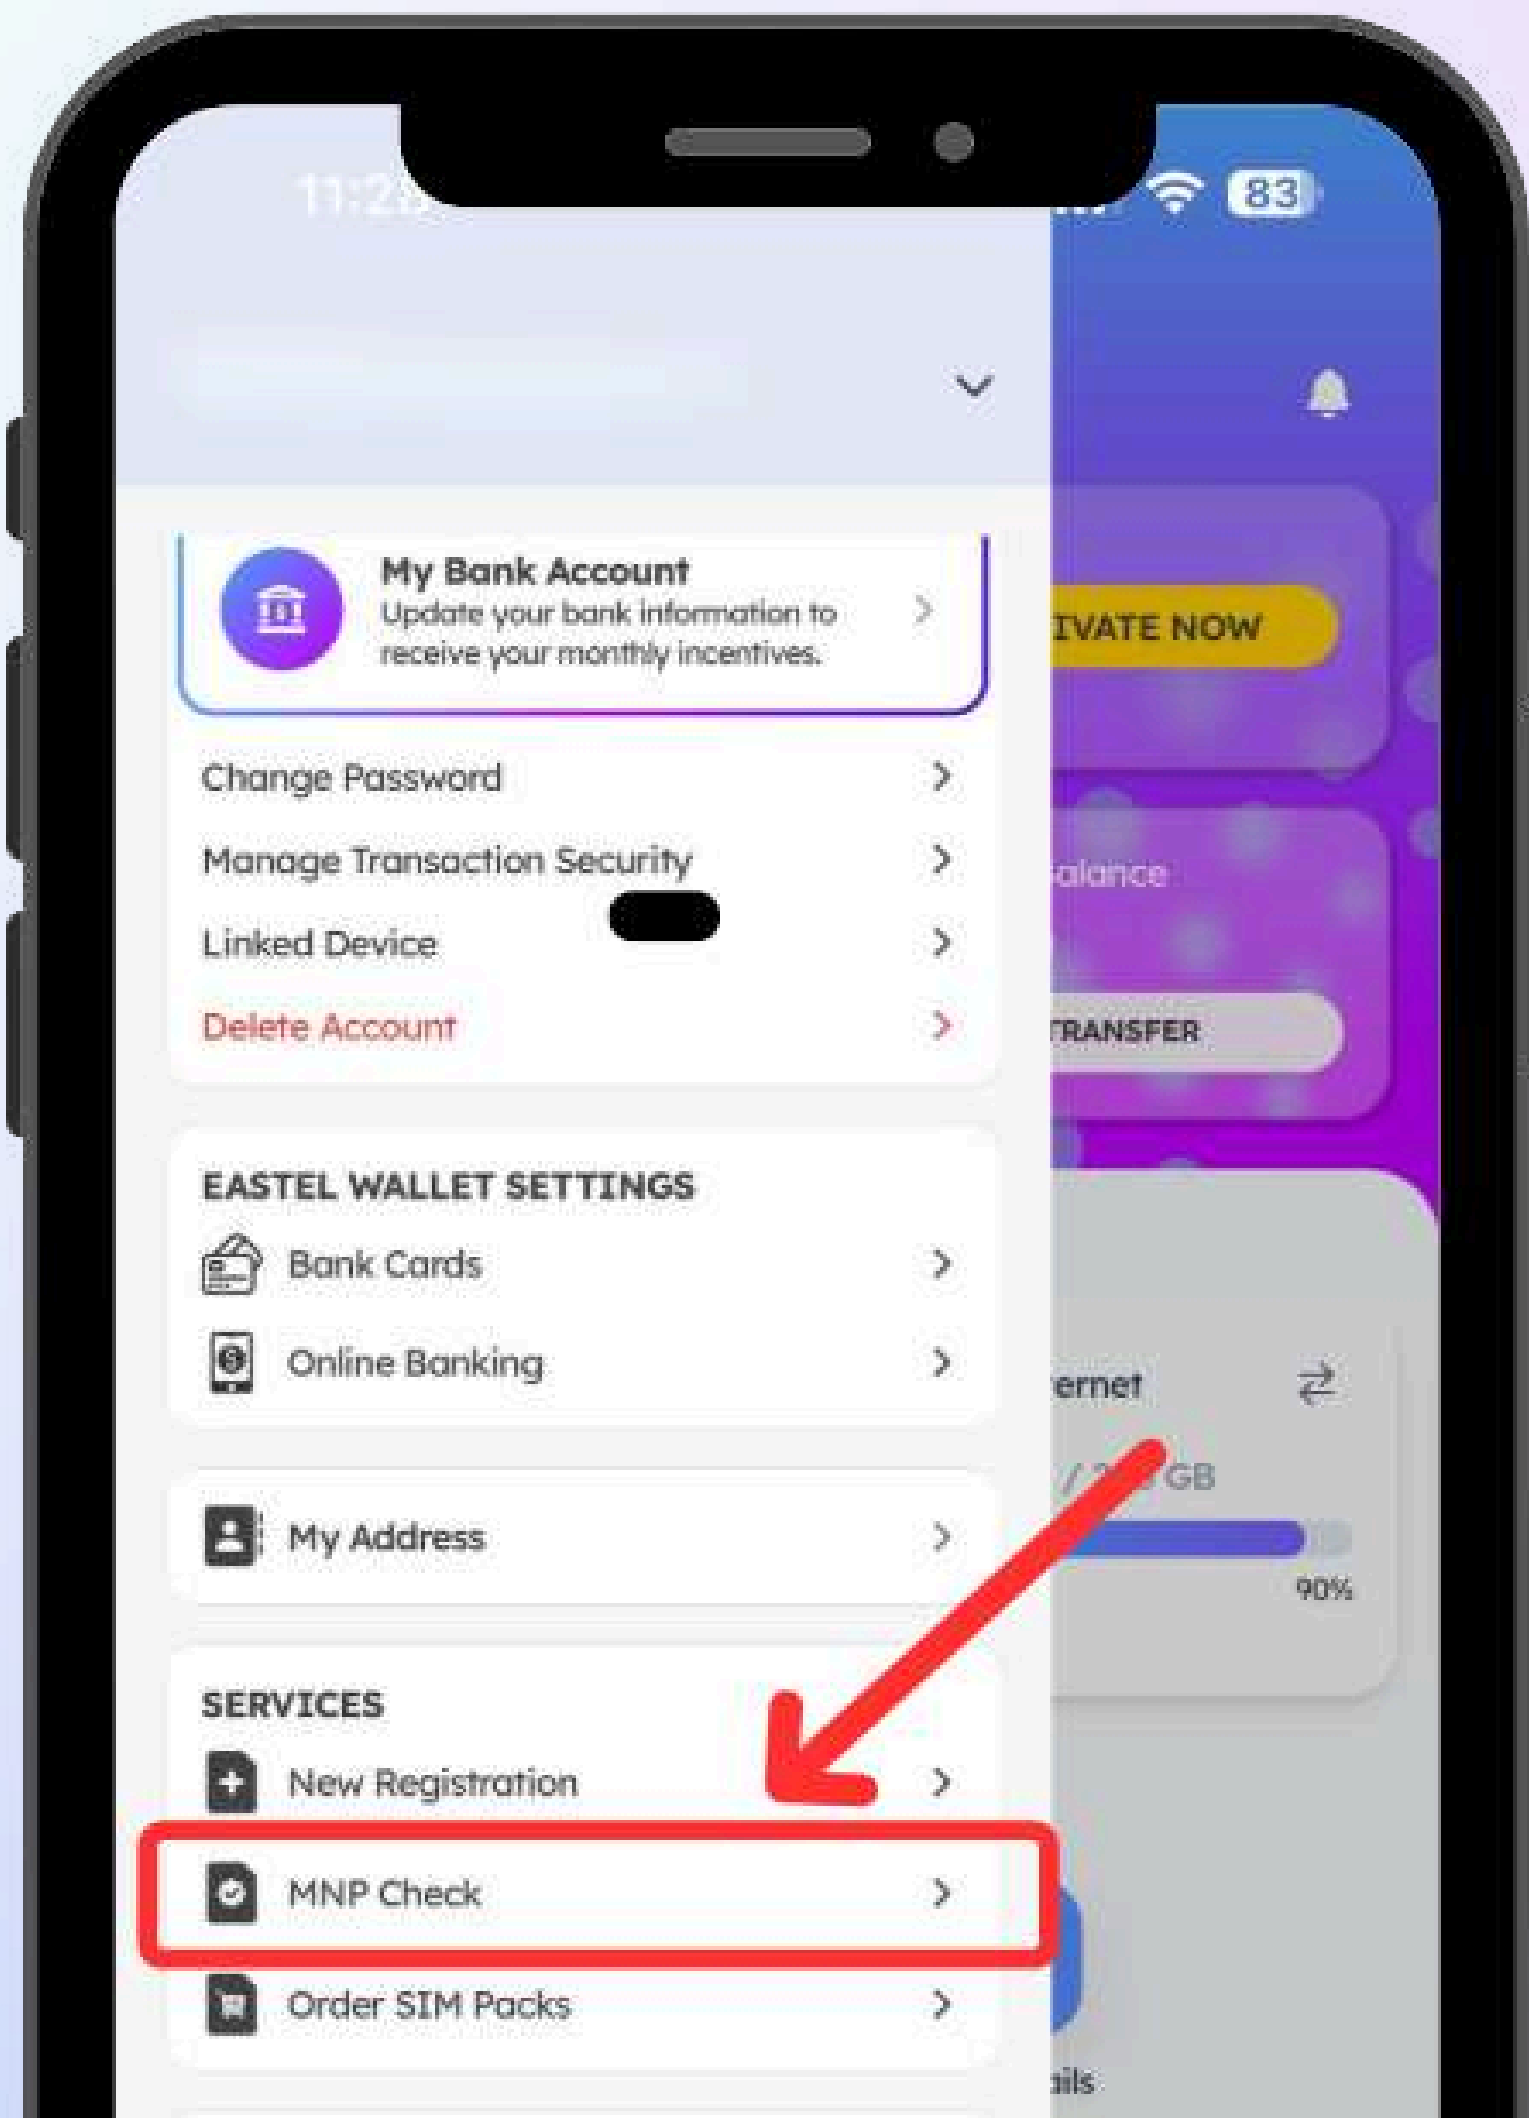 83
My Bank Account
Update your bank information to
receive your monthly incentives.
IVATE NOW
Change Password
Manage Transaction Security
alance
Linked Device
Delete Account
TRANSFER
EASTEL WALLET SETTINGS
Bank Cards
Online Banking
ernet
/ GB
My Address
90%
SERVICES
New Registration
MNP Check
Order SIM Packs
ails